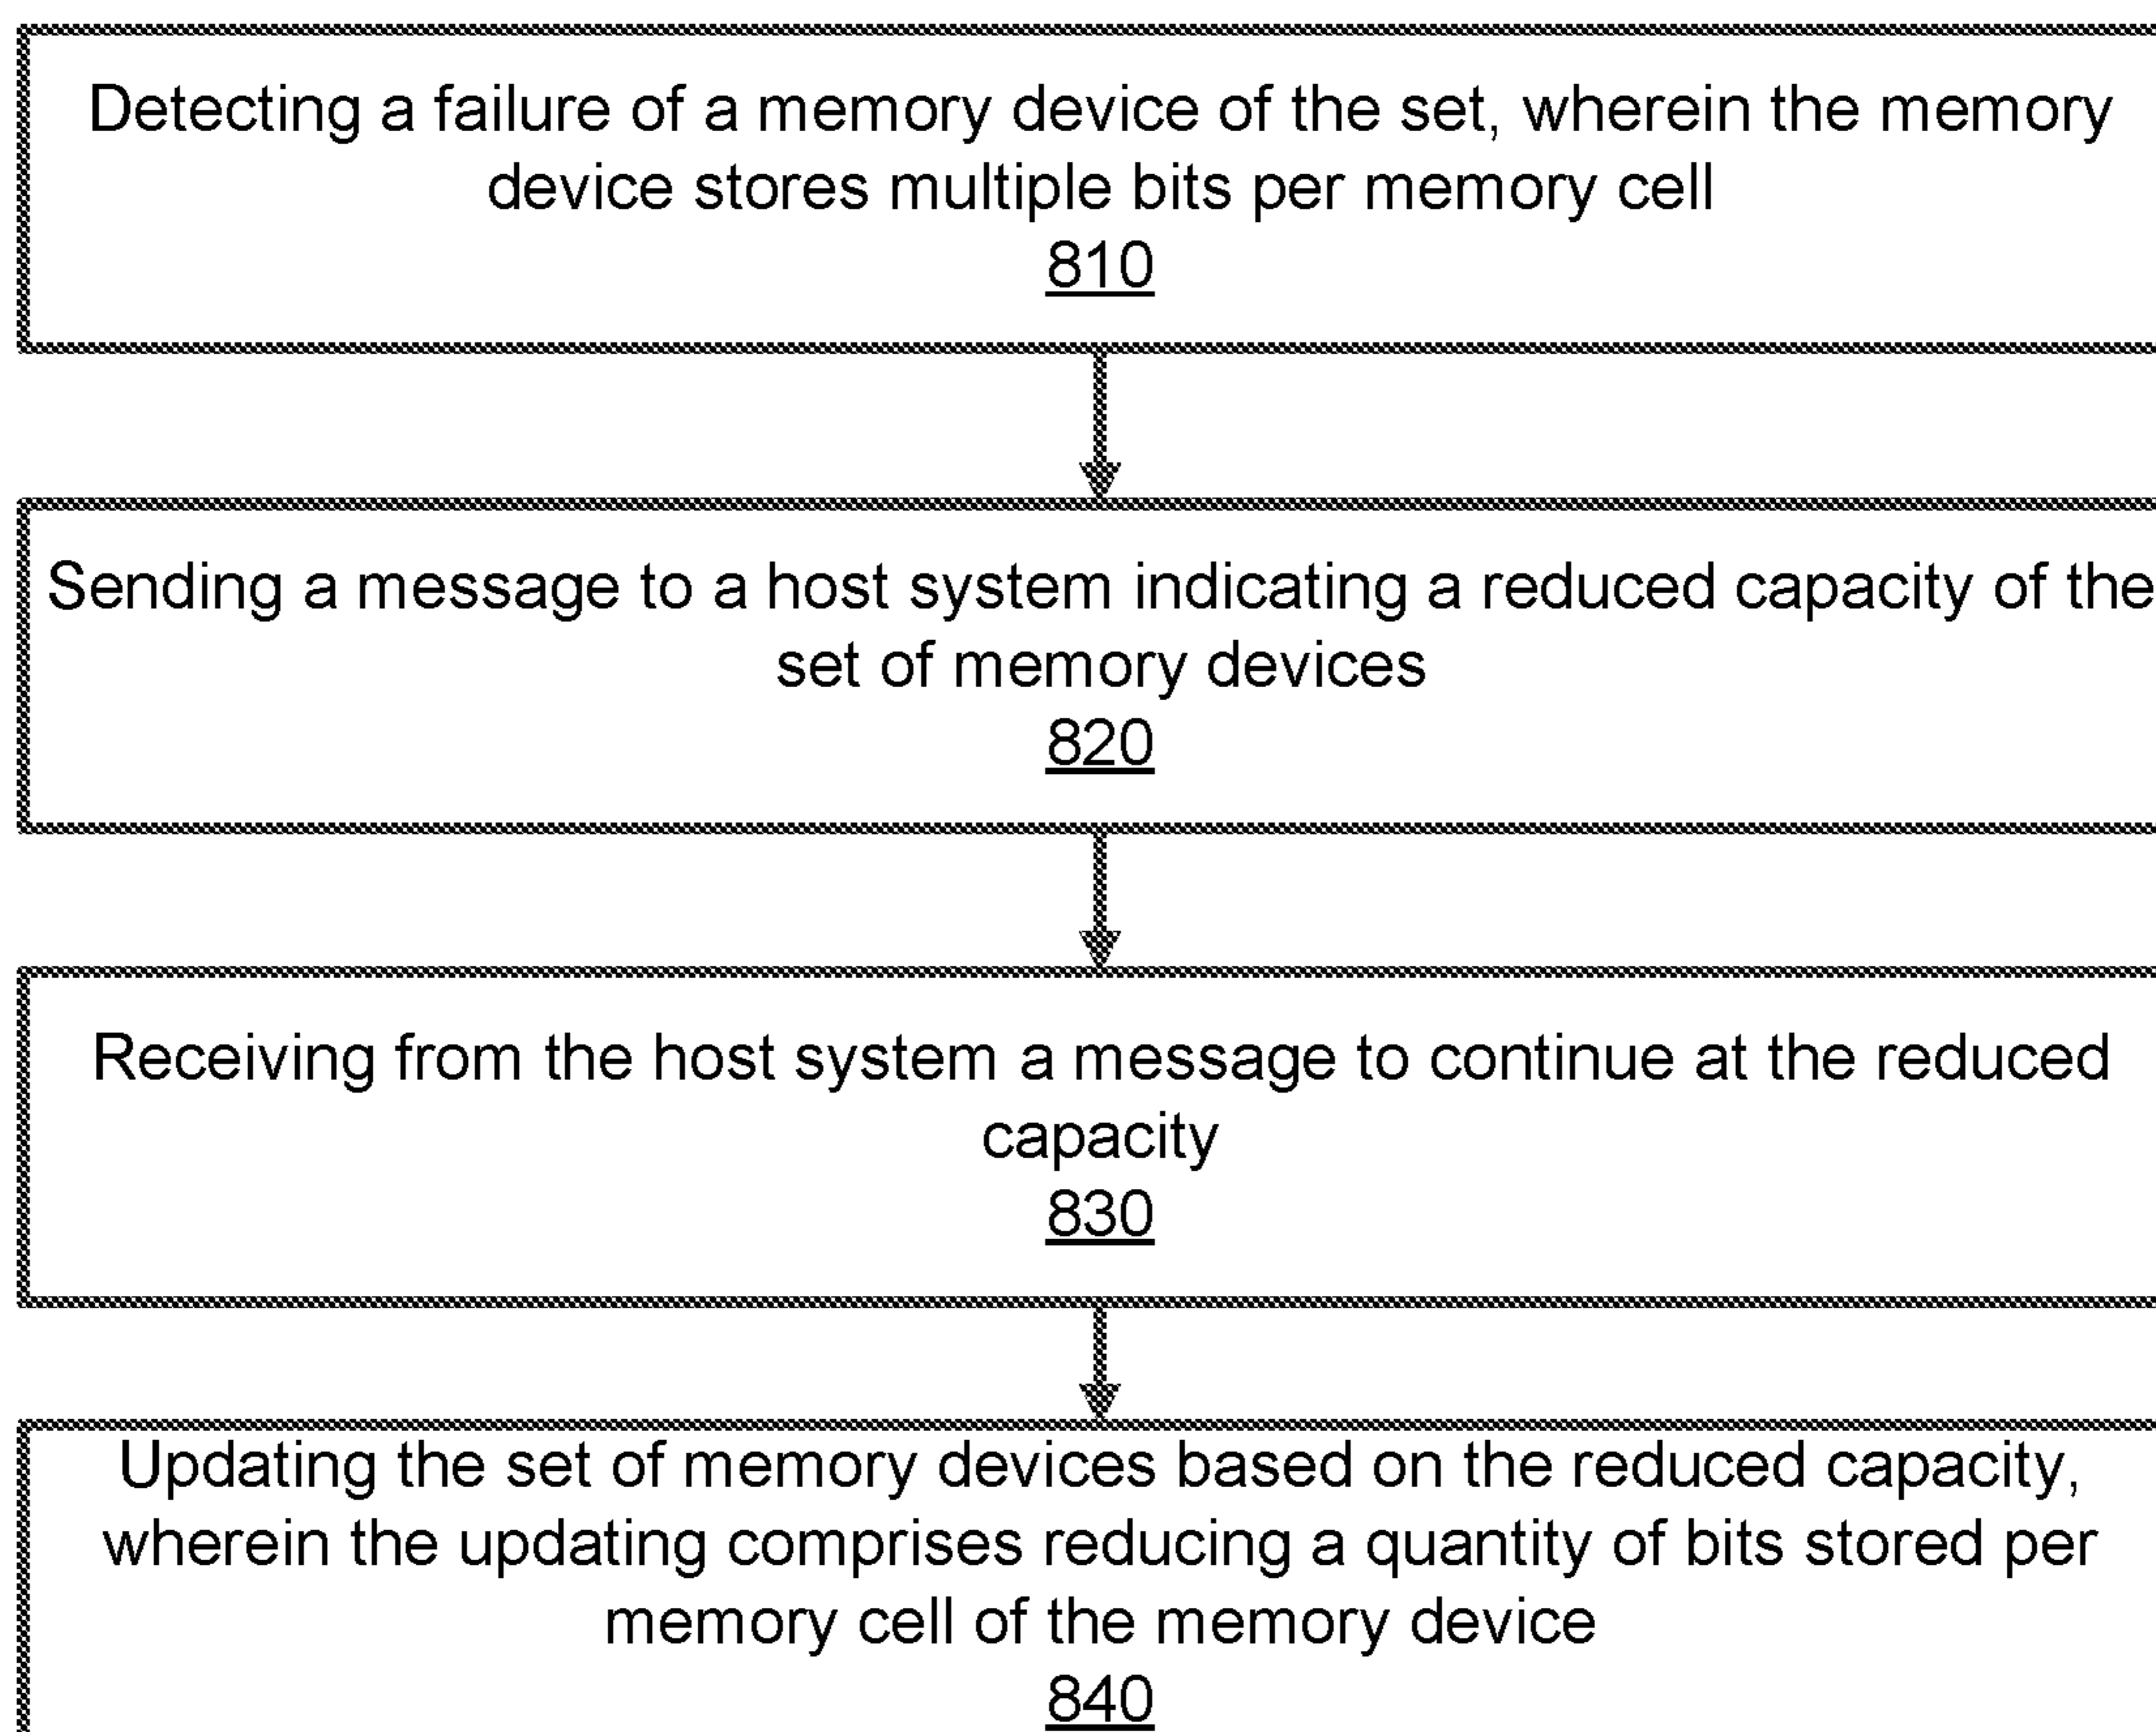 Detecting a failure of a memory device of the set, wherein the memory
device stores multiple bits per memory cell
810
Sending a message to a host system indicating a reduced capacity of the
set of memory devices
820
Receiving from the host system a message to continue at the reduced
capacity
830
Updating the set of memory devices based on the reduced capacity,
wherein the updating comprises reducing a quantity of bits stored per
memory cell of the memory device
840